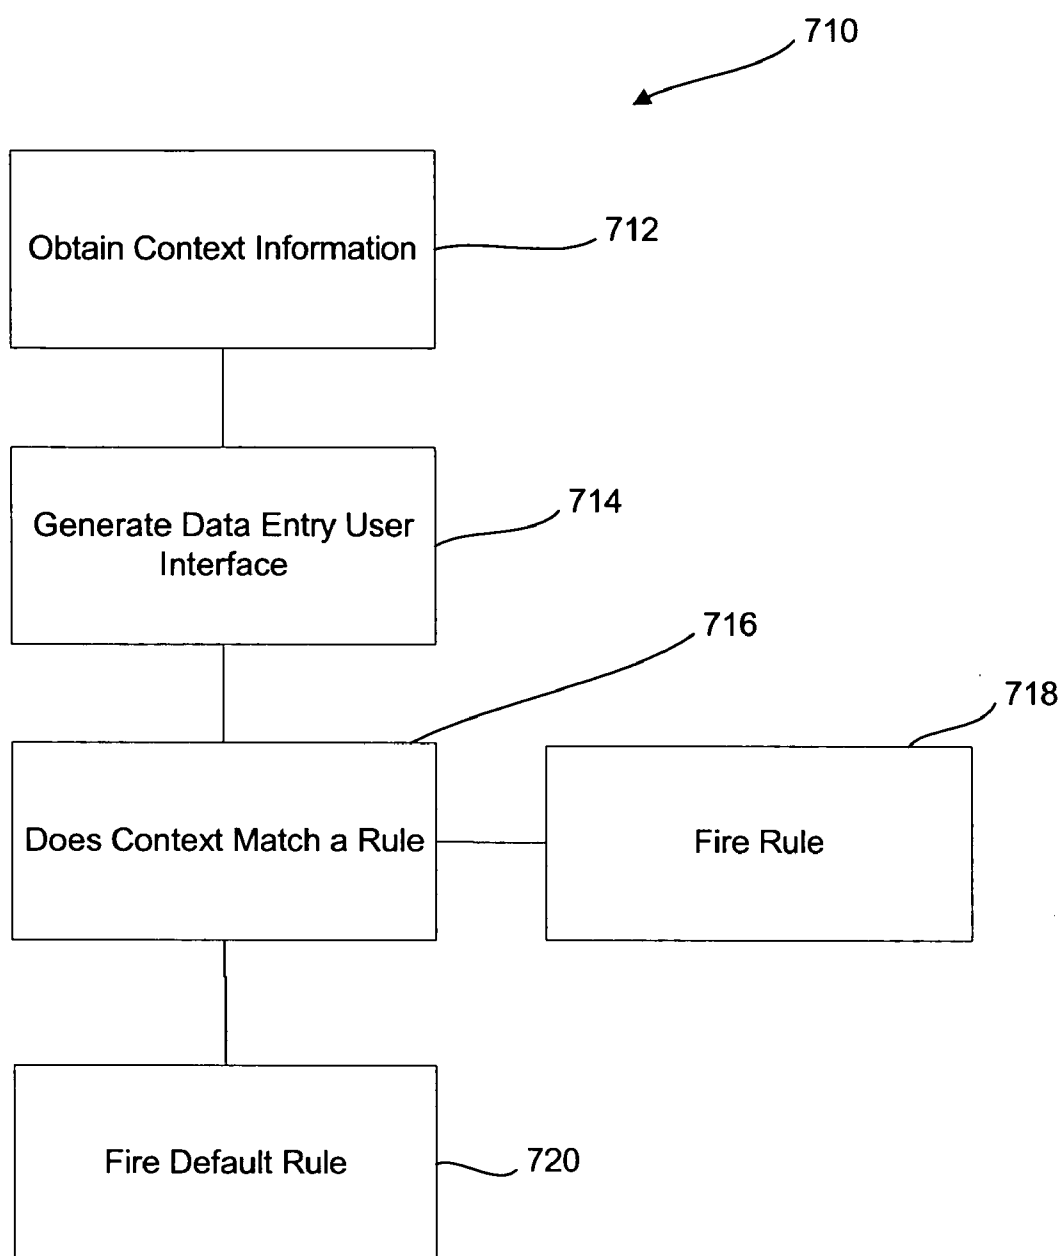 710
Obtain Context Information
712
Generate Data Entry User
Interface
714
716
718
Does Context Match a Rule
Fire Rule
Fire Default Rule
720